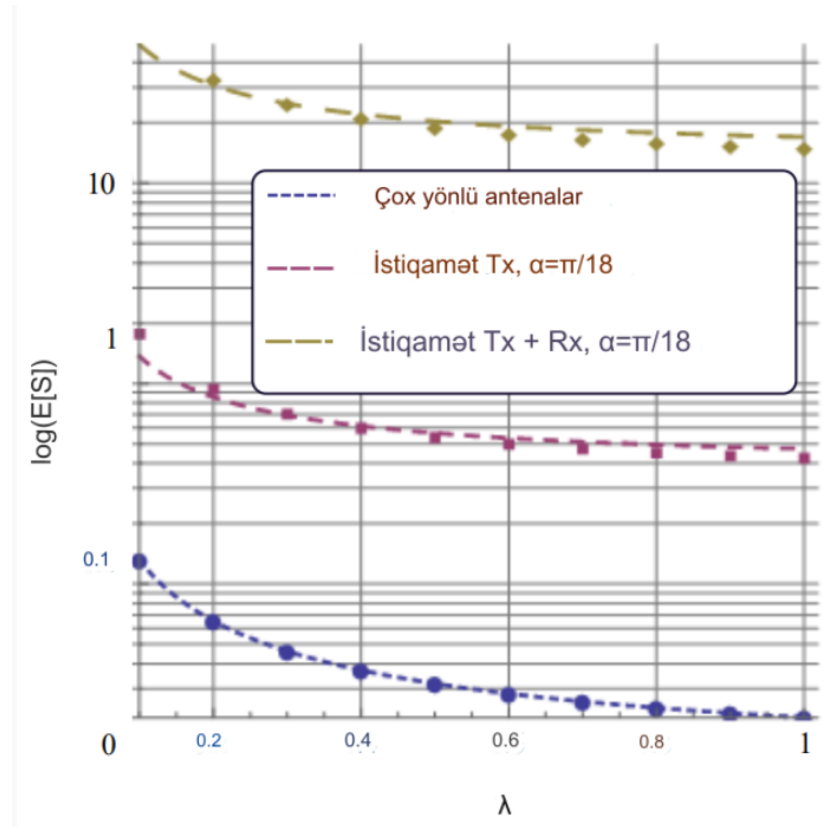 10
Çox yönlü antenalar
İstiqamət Tx, α=π/18
İstiqamət Tx + Rx, α=π/18
1
log(E[S])
0.1
0
0.2
0.4
0.6
0.8
1
λ